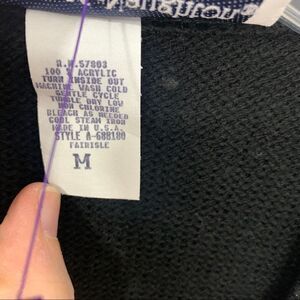 R.N.57803
100 % ACRYLIC
TURN INSIDE OUT
MACHINE WASH COLD
GENTLE CYCLE
TUMBLE DRY LOW
NON CHLORINE
BLEACH AS NEEDED
COOL STEAM IRON
MADE IN U.S.A.
STYLE A-688180
FAIRISLE
M